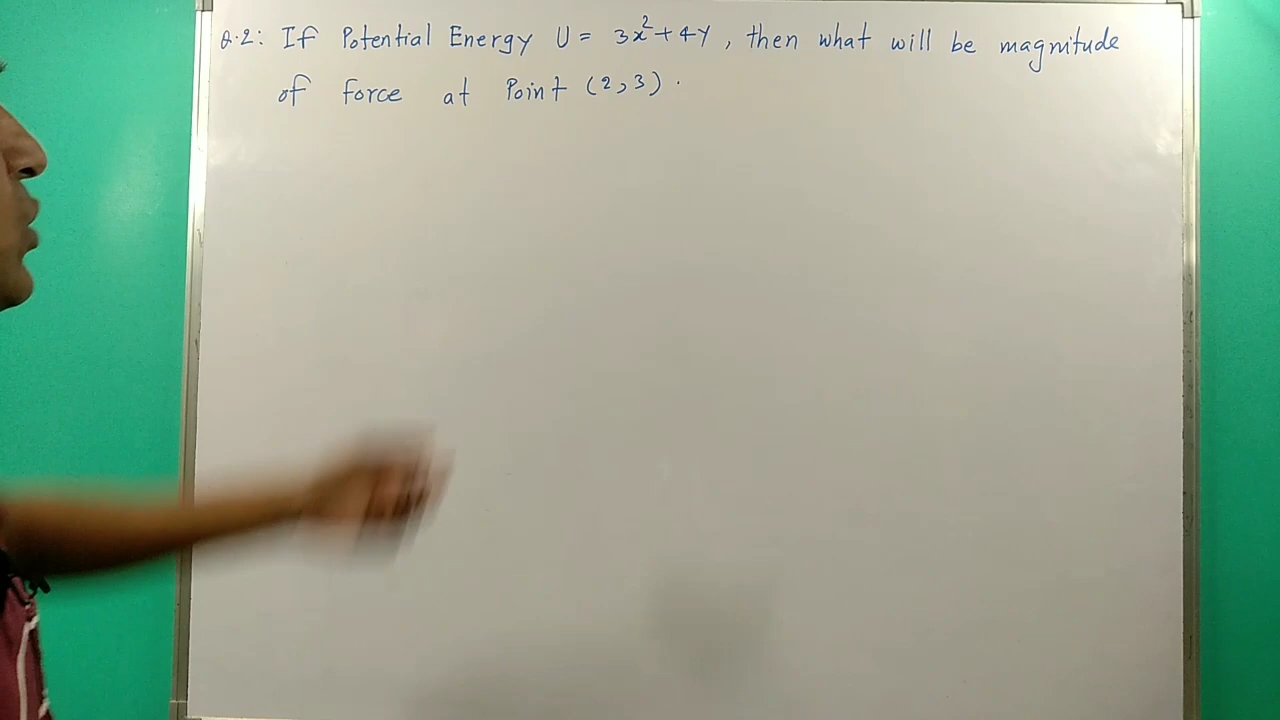 Q.2: If Potential Energy U = 3x²+4y, then what will be magnitude
of force at Point (2,3).